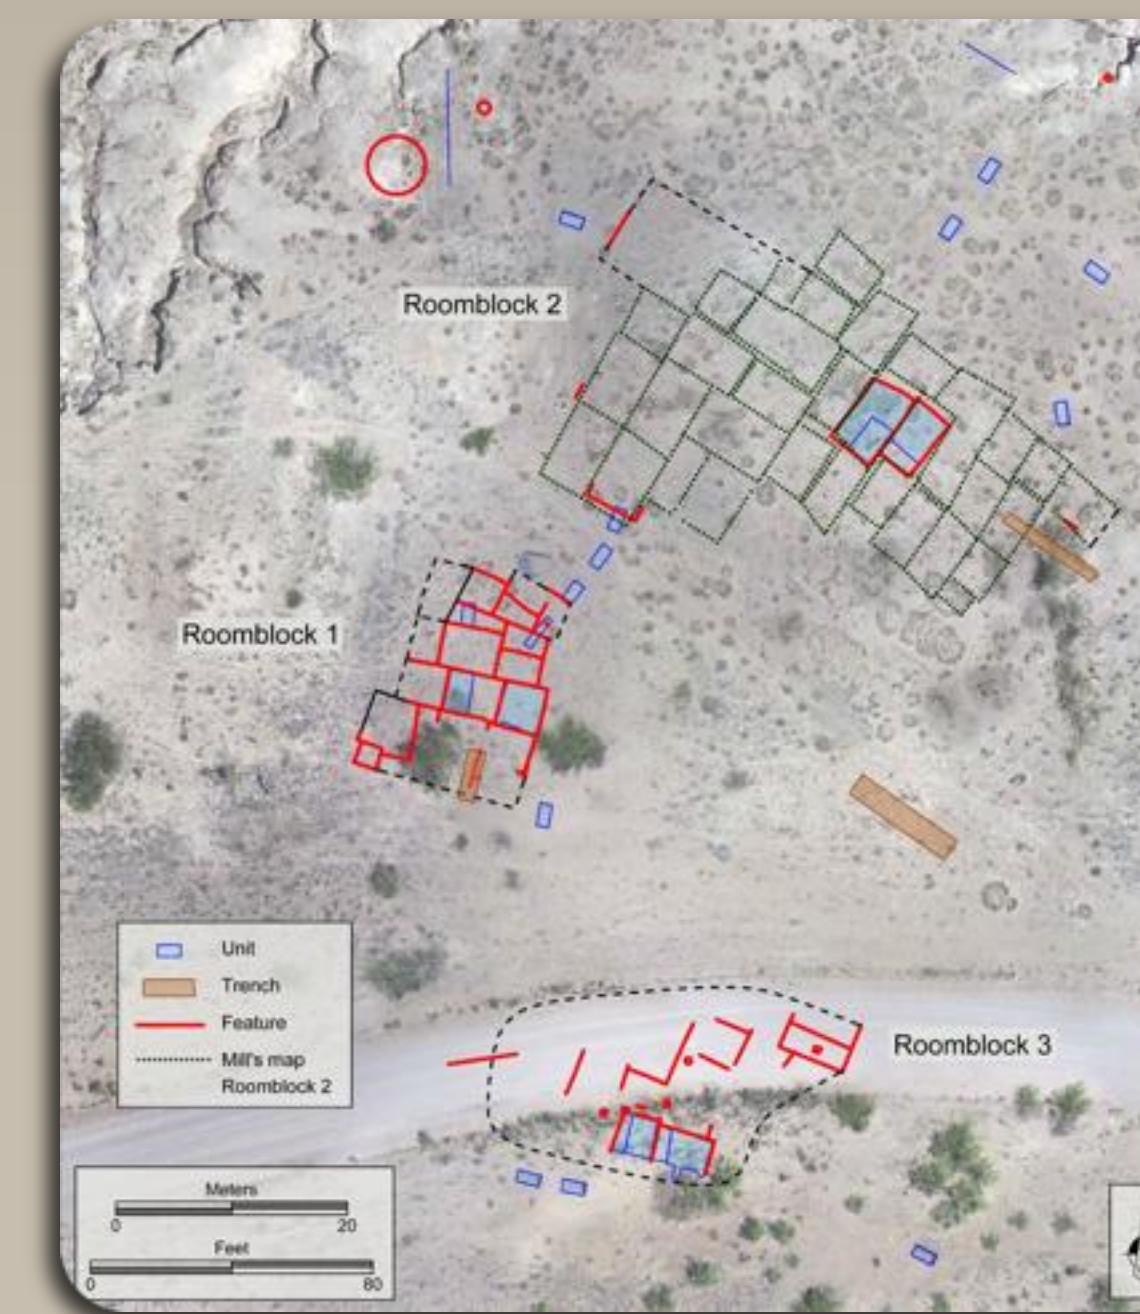 Roomblock 2
Roomblock 1
Unit
Trench
Feature
Mill's map
Roomblock 2
Roomblock 3
Meters
0 20
Feet
0 80